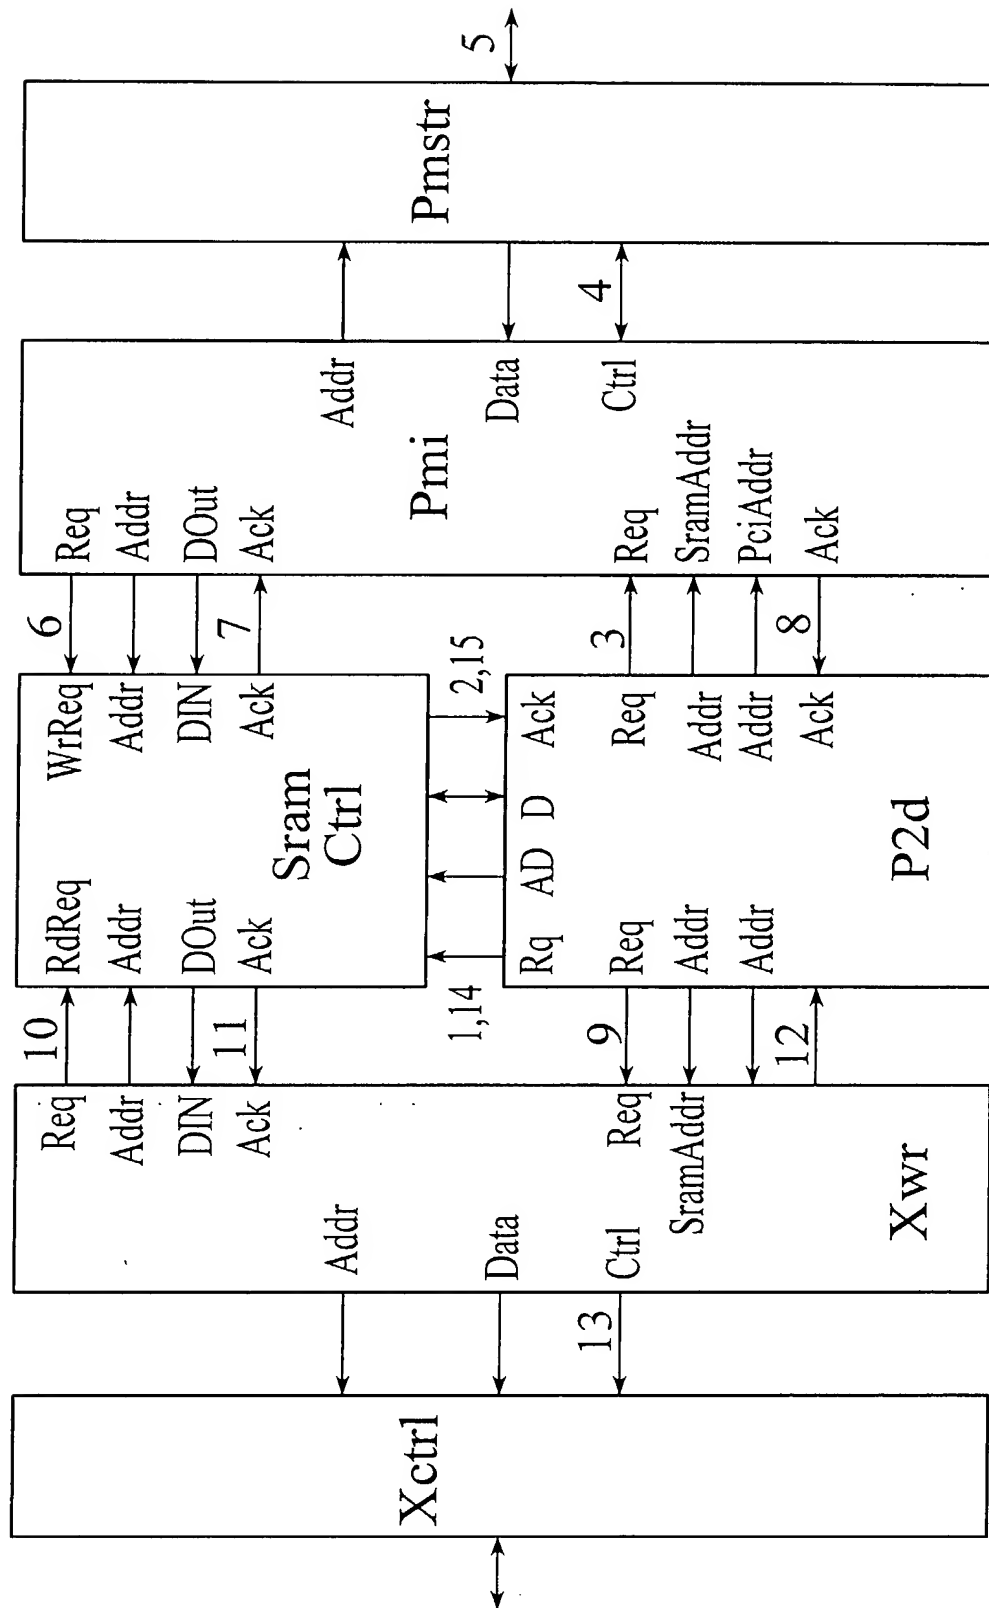 Xctrl
13
Addr
Data
Ctrl
Req
Addr
DIN
Ack
Req
SramAddr
Xwr
10
11
9
12
RdReq
Addr
DOut
Ack
Sram
Ctrl
WrReq
Addr
DIN
Ack
1,14
2,15
Rq
AD
D
Ack
Req
Addr
Addr
P2d
Req
Addr
Addr
Ack
6
7
3
8
Req
Addr
DOut
Ack
Pmi
Req
SramAddr
PciAddr
Ack
Addr
Data
Ctrl
4
Pmstr
5